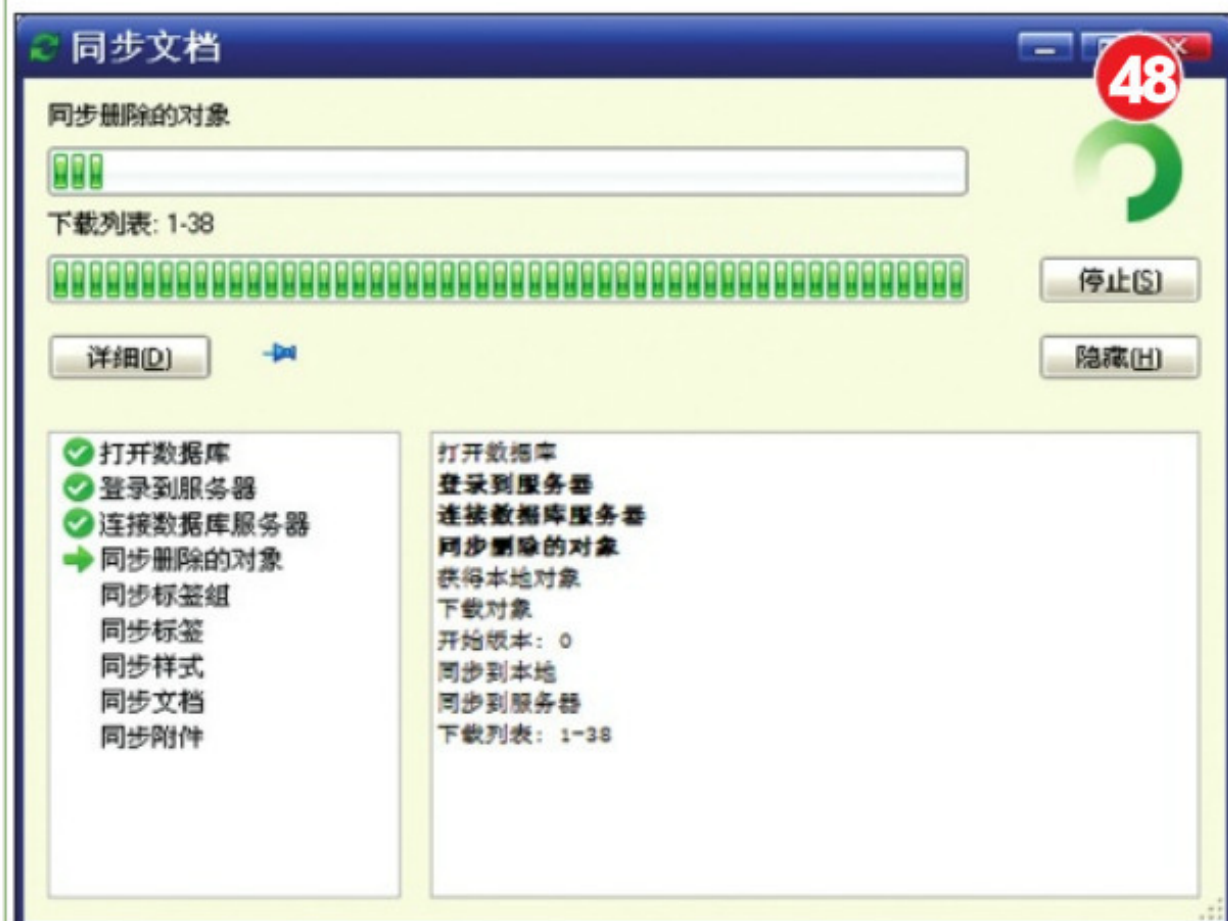 同步文档
48
同步删除的对象
下载列表: 1-38
停止(S)
详细(D)
隐藏(H)
打开数据库
登录到服务器
连接数据库服务器
同步删除的对象
同步标签组
同步标签
同步样式
同步文档
同步附件
打开数据库
登录到服务器
连接数据库服务器
同步删除的对象
获得本地对象
下载对象
开始版本: 0
同步到本地
同步到服务器
下载列表: 1-38